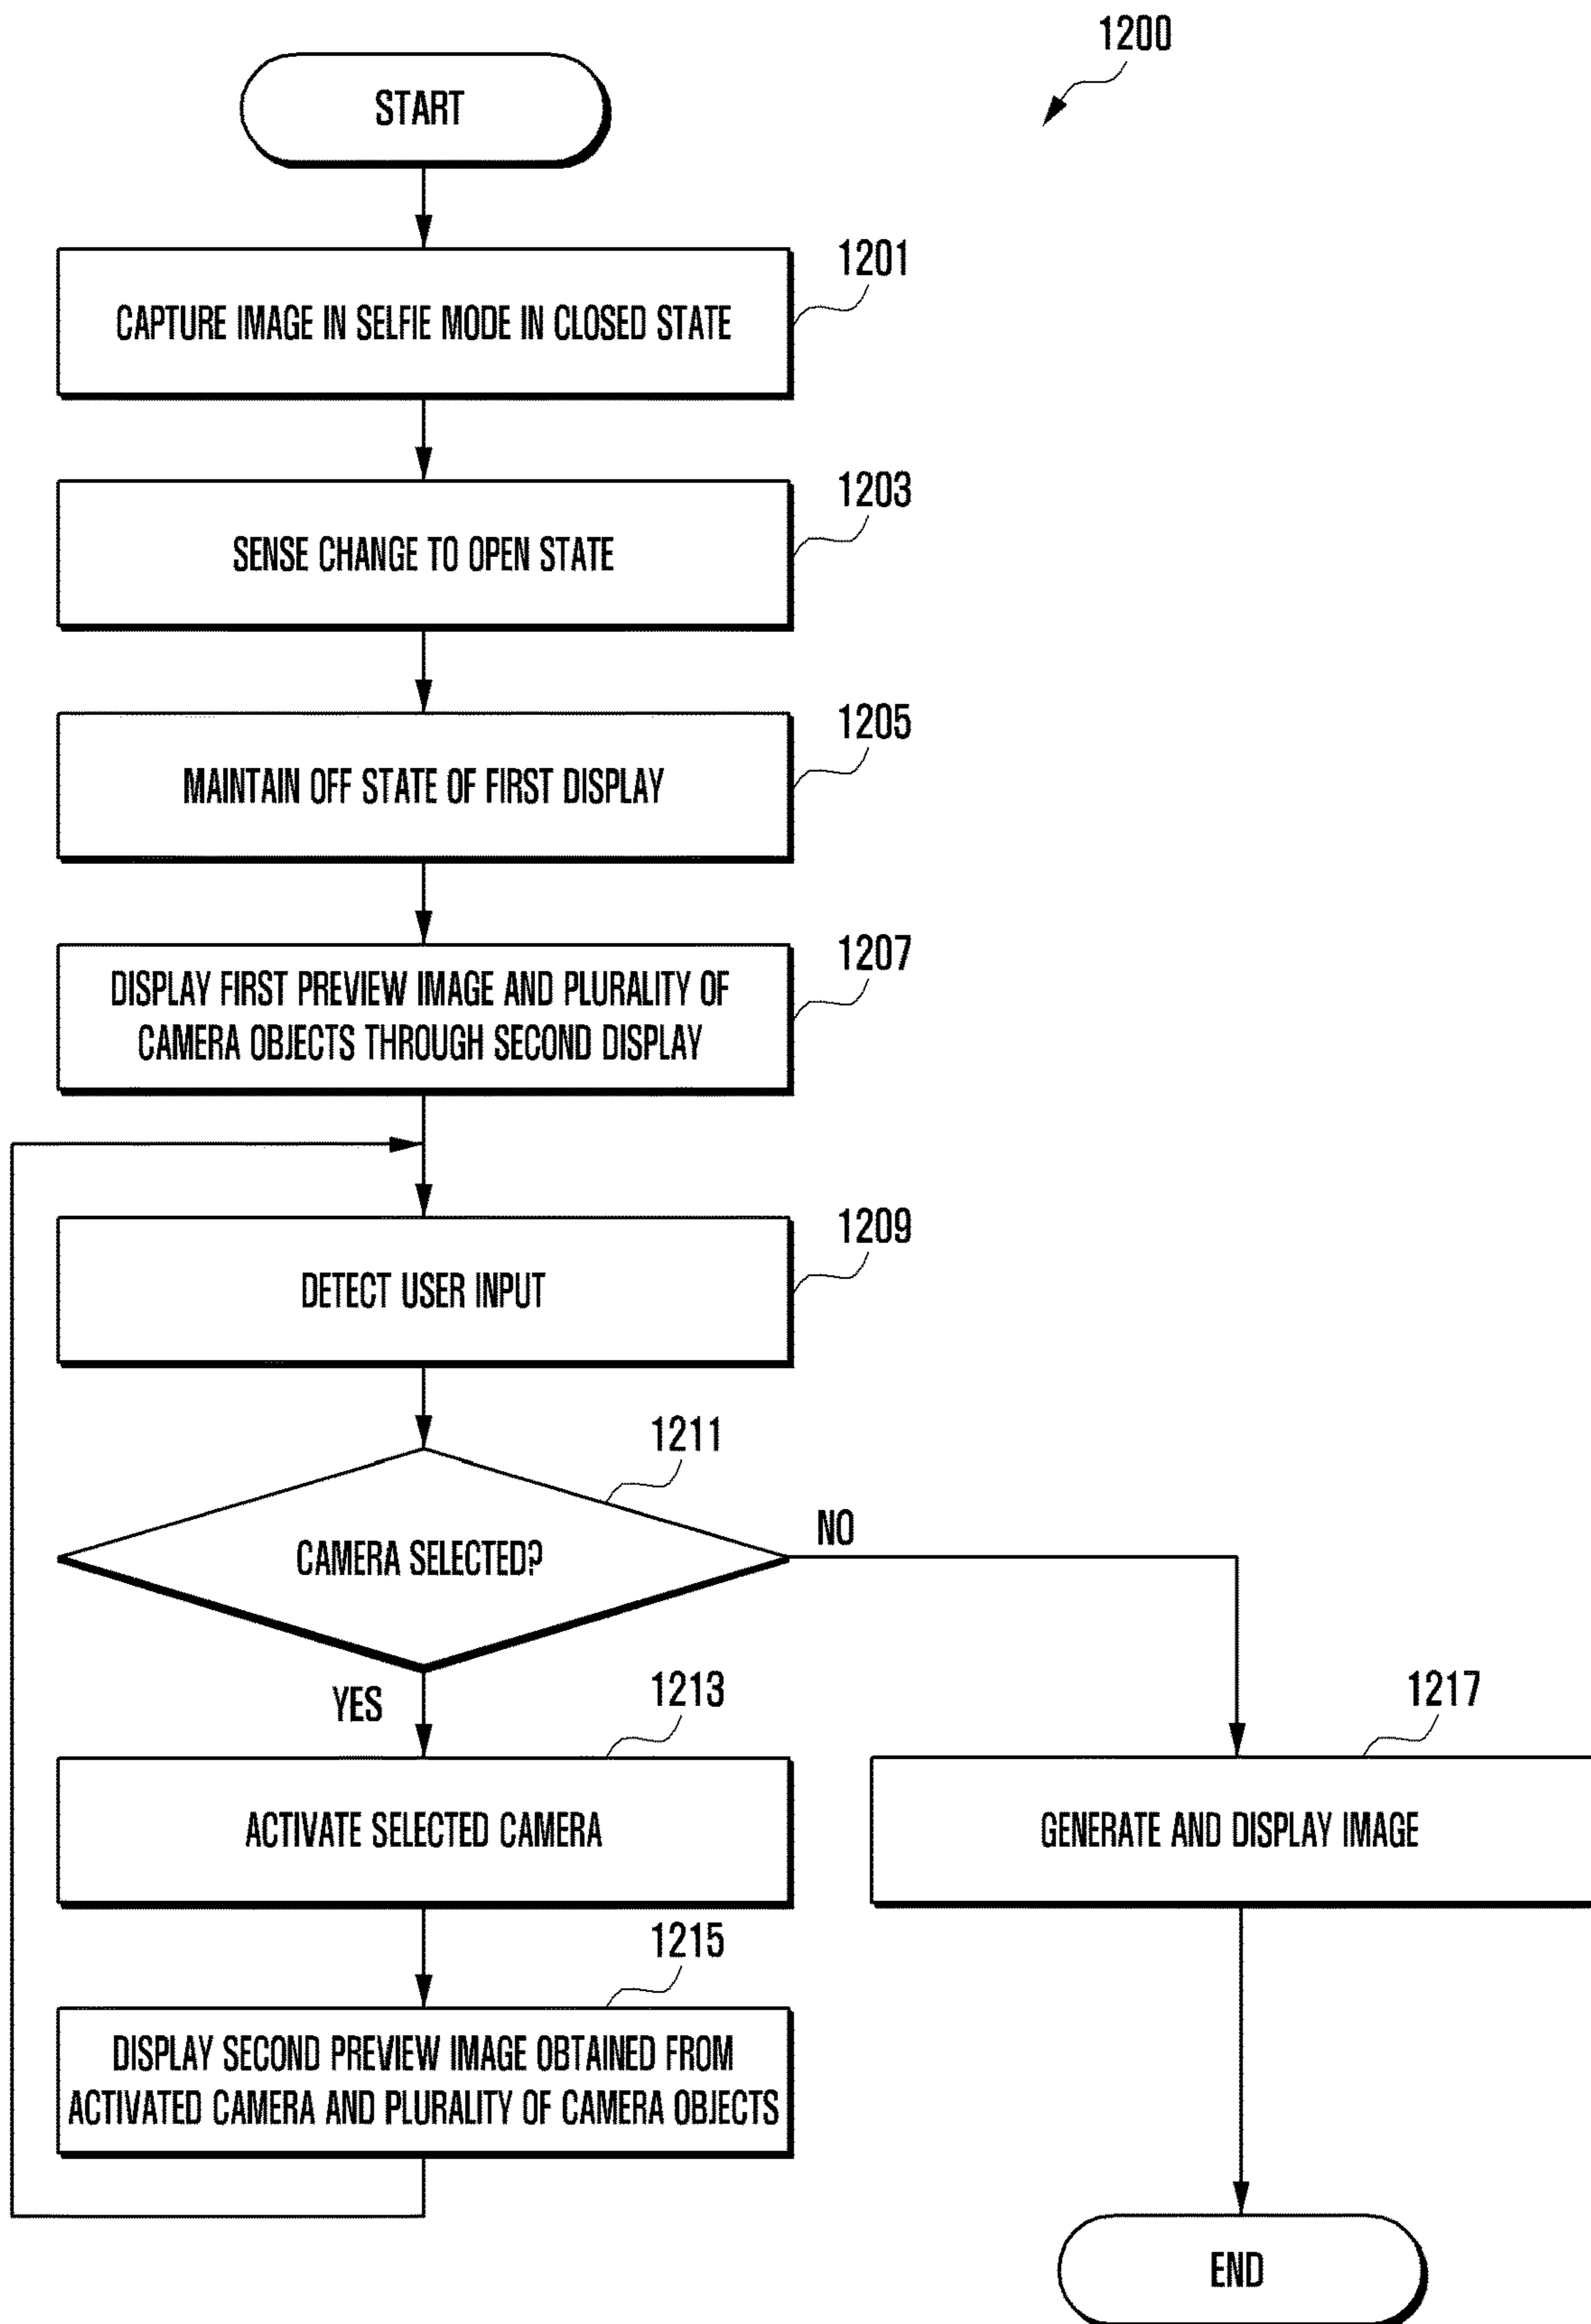 1200
START
1201
CAPTURE IMAGE IN SELFIE MODE IN CLOSED STATE
1203
SENSE CHANGE TO OPEN STATE
1205
MAINTAIN OFF STATE OF FIRST DISPLAY
1207
DISPLAY FIRST PREVIEW IMAGE AND PLURALITY OF
CAMERA OBJECTS THROUGH SECOND DISPLAY
1209
DETECT USER INPUT
1211
CAMERA SELECTED?
NO
YES
1213
ACTIVATE SELECTED CAMERA
1217
GENERATE AND DISPLAY IMAGE
1215
DISPLAY SECOND PREVIEW IMAGE OBTAINED FROM
ACTIVATED CAMERA AND PLURALITY OF CAMERA OBJECTS
END